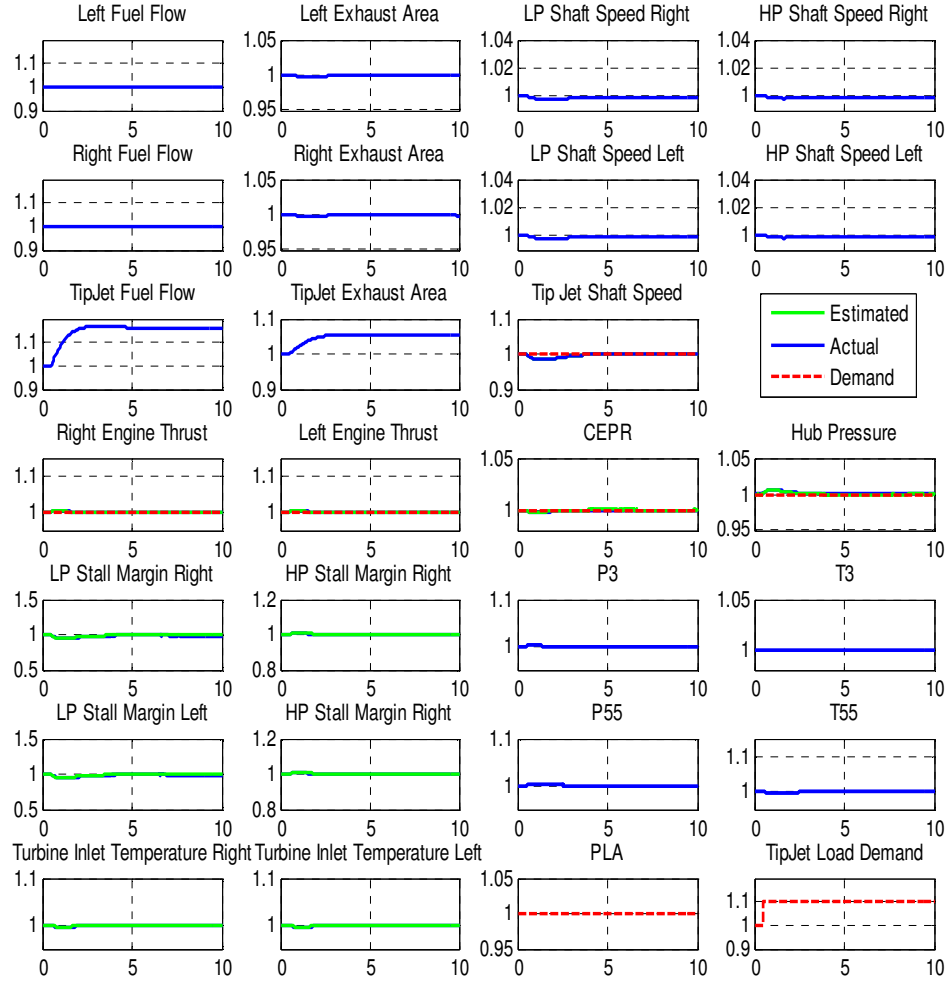 Left Fuel Flow Left Exhaust Area LP Shaft Speed Right HP Shaft Speed Right
1.1 1.05 1.04 1.04
1 1 1.02 1.02
0.9 0.95 1 1
0 5 10 0 5 10 0 5 10 0 5 10
Right Fuel Flow Right Exhaust Area LP Shaft Speed Left HP Shaft Speed Left
1.1 1.05 1.04 1.04
1 1 1.02 1.02
0.9 0.95 1 1
0 5 10 0 5 10 0 5 10 0 5 10
TipJet Fuel Flow TipJet Exhaust Area Tip Jet Shaft Speed
1.1 1.1 1.1 Estimated
1 1 1 Actual
0.9 0.9 0.9 Demand
0 5 10 0 5 10 0 5 10
Right Engine Thrust Left Engine Thrust CEPR Hub Pressure
1.1 1.1 1.05 1.05
1 1 1 1
0.95
0 5 10 0 5 10 0 5 10 0 5 10
LP Stall Margin Right HP Stall Margin Right P3 T3
1.5 1.2 1.1 1.05
1 1 1 1
0.5 0.8
0 5 10 0 5 10 0 5 10 0 5 10
LP Stall Margin Left HP Stall Margin Right P55 T55
1.5 1.2 1.1 1.1
1 1 1 1
0.5 0.8
0 5 10 0 5 10 0 5 10 0 5 10
Turbine Inlet Temperature Right Turbine Inlet Temperature Left PLA TipJet Load Demand
1.1 1.1 1.05 1.1
1 1 1 1
0.95 0.9
0 5 10 0 5 10 0 5 10 0 5 10